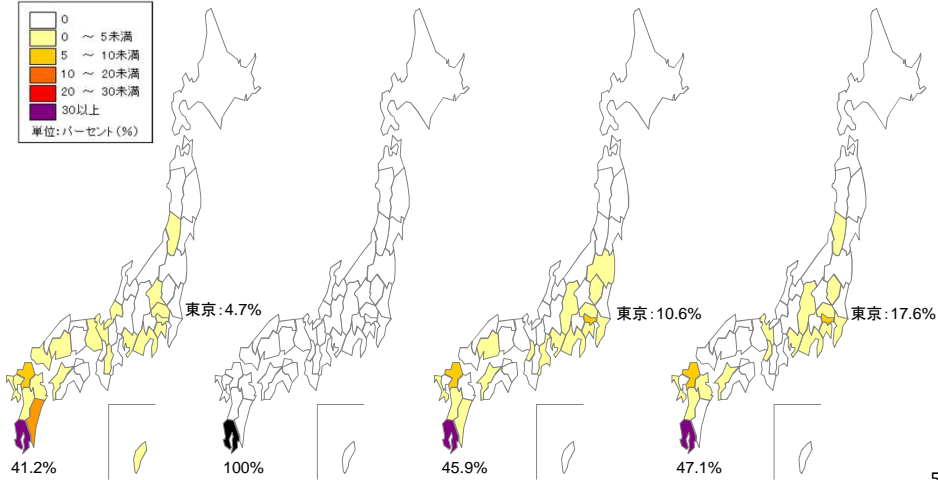 0
0 ～ 5未満
5 ～ 10未満
10 ～ 20未満
20 ～ 30未満
30以上
単位:パーセント(%)
東京:4.7%
東京:10.6%
東京:17.6%
41.2%
100%
45.9%
47.1%
5